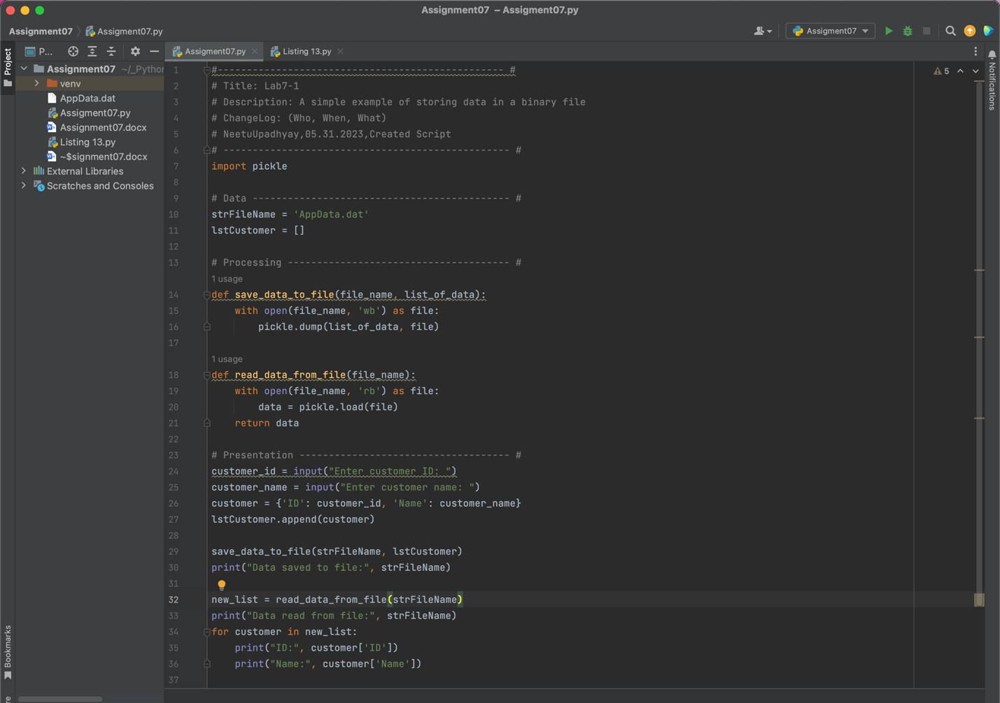 Assignment07 – Assigment07.py
Assignment07 Assigment07.py
Assigment07
Project
P...
Assigment07.py
Listing 13.py
Notifications
Assignment07 ~/_Python
venv
AppData.dat
Assigment07.py
Assignment07.docx
Listing 13.py
~$signment07.docx
External Libraries
Scratches and Consoles
5
1 #------------------------------------------------- #
2 # Title: Lab7-1
3 # Description: A simple example of storing data in a binary file
4 # ChangeLog: (Who, When, What)
5 # NeetuUpadhyay,05.31.2023,Created Script
6 # ------------------------------------------------- #
7 import pickle
8
9 # Data -------------------------------------------- #
10 strFileName = 'AppData.dat'
11 lstCustomer = []
12
13 # Processing -------------------------------------- #
1 usage
14 def save_data_to_file(file_name, list_of_data):
15     with open(file_name, 'wb') as file:
16         pickle.dump(list_of_data, file)
17
1 usage
18 def read_data_from_file(file_name):
19     with open(file_name, 'rb') as file:
20         data = pickle.load(file)
21     return data
22
23 # Presentation ------------------------------------ #
24 customer_id = input("Enter customer ID: ")
25 customer_name = input("Enter customer name: ")
26 customer = {'ID': customer_id, 'Name': customer_name}
27 lstCustomer.append(customer)
28
29 save_data_to_file(strFileName, lstCustomer)
30 print("Data saved to file:", strFileName)
31
32 new_list = read_data_from_file(strFileName)
33 print("Data read from file:", strFileName)
34 for customer in new_list:
35     print("ID:", customer['ID'])
36     print("Name:", customer['Name'])
37
Bookmarks